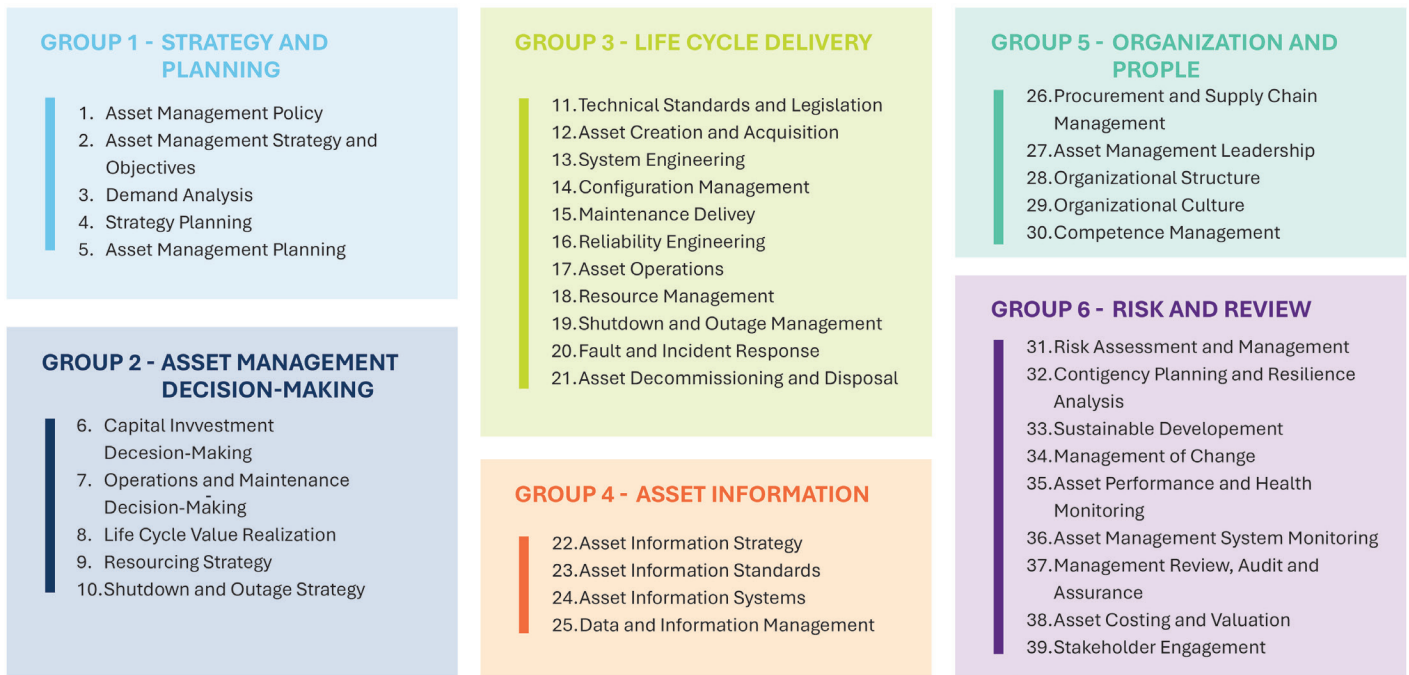 GROUP 1 - STRATEGY AND
PLANNING
1. Asset Management Policy
2. Asset Management Strategy and
Objectives
3. Demand Analysis
4. Strategy Planning
5. Asset Management Planning
GROUP 2 - ASSET MANAGEMENT
DECISION-MAKING
6. Capital Invvestment
Decesion-Making
7. Operations and Maintenance
Decision-Making
8. Life Cycle Value Realization
9. Resourcing Strategy
10.Shutdown and Outage Strategy
GROUP 3 - LIFE CYCLE DELIVERY
11.Technical Standards and Legislation
12.Asset Creation and Acquisition
13.System Engineering
14.Configuration Management
15.Maintenance Delivey
16.Reliability Engineering
17.Asset Operations
18.Resource Management
19.Shutdown and Outage Management
20.Fault and Incident Response
21.Asset Decommissioning and Disposal
GROUP 4 - ASSET INFORMATION
22.Asset Information Strategy
23.Asset Information Standards
24.Asset Information Systems
25.Data and Information Management
GROUP 5 - ORGANIZATION AND
PROPLE
26.Procurement and Supply Chain
Management
27.Asset Management Leadership
28.Organizational Structure
29.Organizational Culture
30.Competence Management
GROUP 6 - RISK AND REVIEW
31.Risk Assessment and Management
32.Contigency Planning and Resilience
Analysis
33.Sustainable Developement
34.Management of Change
35.Asset Performance and Health
Monitoring
36.Asset Management System Monitoring
37.Management Review, Audit and
Assurance
38.Asset Costing and Valuation
39.Stakeholder Engagement